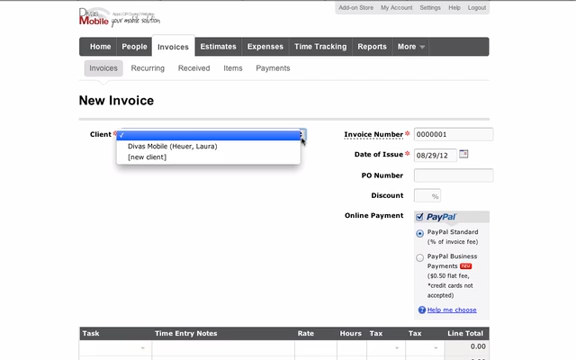 Divas Mobile
your mobile solution
Add-on Store My Account Settings Help Logout
Home People Invoices Estimates Expenses Time Tracking Reports More
Invoices Recurring Received Items Payments
New Invoice
Client * ✓
Divas Mobile (Heuer, Laura)
[new client]
Invoice Number * 0000001
Date of Issue * 08/29/12
PO Number
Discount %
Online Payment PayPal
PayPal Standard
(% of invoice fee)
PayPal Business
Payments
($0.50 flat fee,
*credit cards not
accepted)
? Help me choose
Task Time Entry Notes Rate Hours Tax Tax Line Total
0.00
0.00